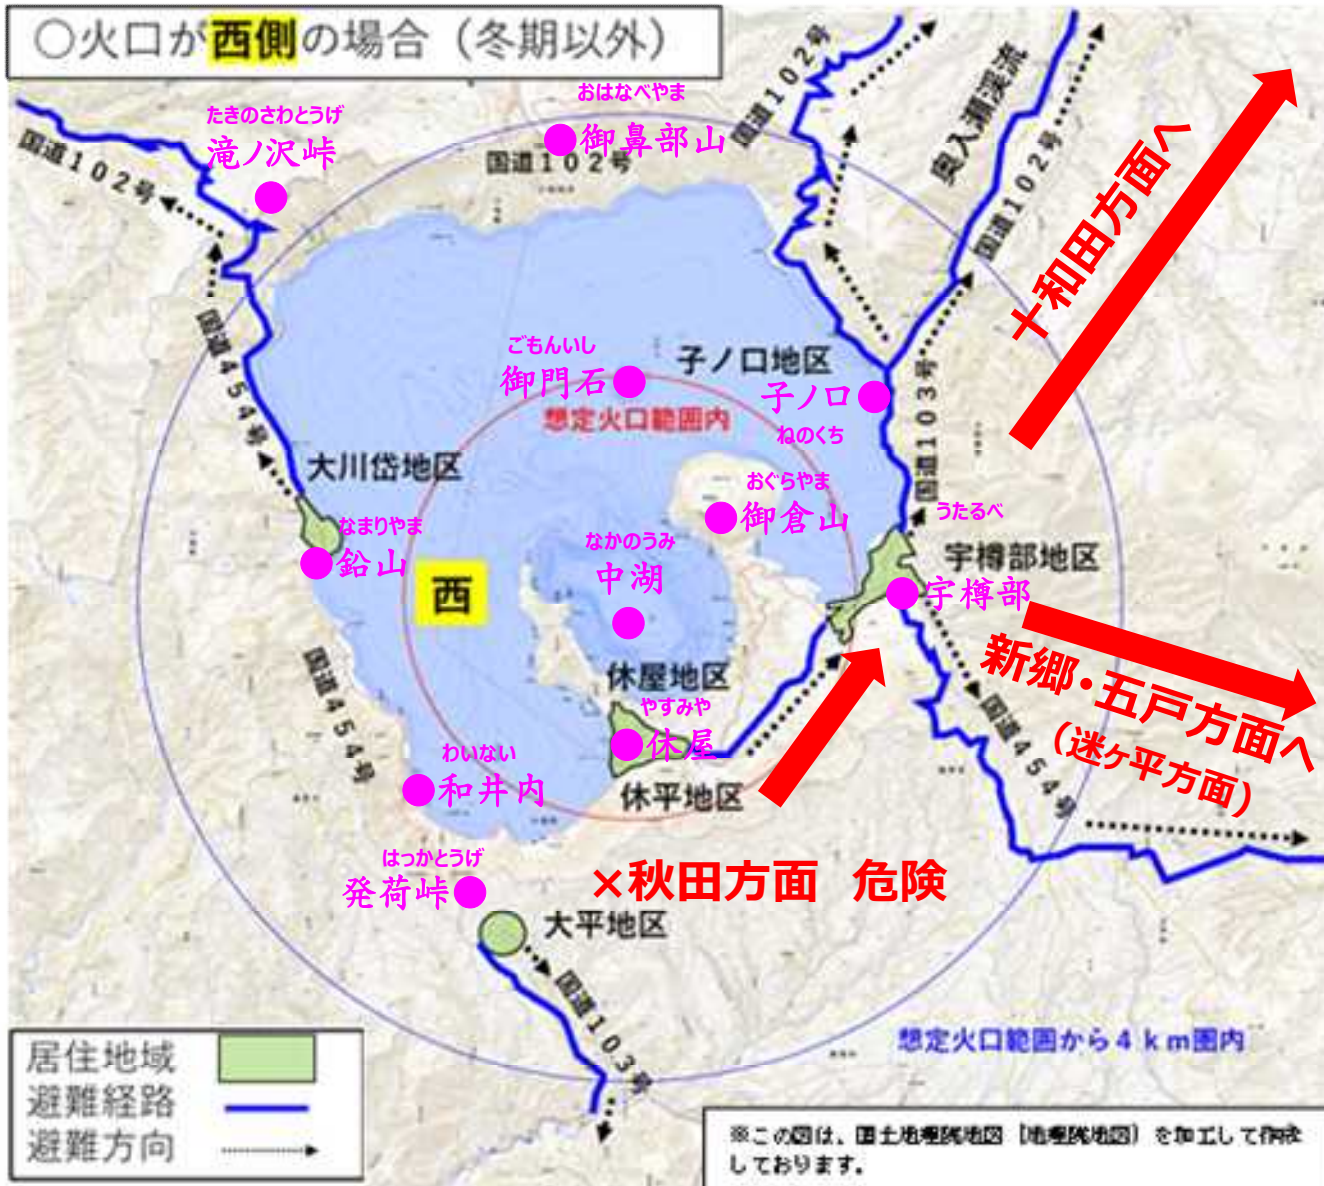 ○火口が西側の場合（冬期以外）
国道102号
奥入瀬渓流
十和田方面へ
おはなべやま
御鼻部山
国道102号
たきのさわとうげ
滝ノ沢峠
国道102号
国道102号
国道454号
ごもんいし
御門石
想定火口範囲内
子ノ口地区
子ノ口
ねのくち
国道103号
大川岱地区
なまりやま
鉛山
西
おぐらやま
御倉山
なかのうみ
中湖
うたるべ
宇樽部地区
宇樽部
新郷・五戸方面へ
（迷ヶ平方面）
国道454号
国道454号
休屋地区
やすみや
休屋
休平地区
わいない
和井内
はっかとうげ
発荷峠
×秋田方面 危険
大平地区
国道103号
想定火口範囲から4km圏内
居住地域
避難経路
避難方向
※この図は、国土地理院地図［地理院地図］を加工して作成
しております。